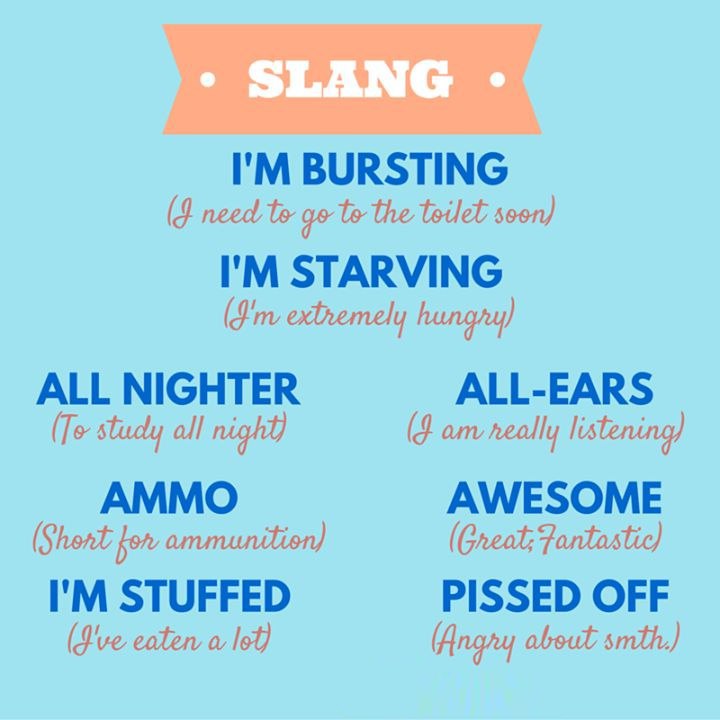 • SLANG •
I'M BURSTING
(I need to go to the toilet soon)
I'M STARVING
(I'm extremely hungry)
ALL NIGHTER
(To study all night)
ALL-EARS
(I am really listening)
AMMO
(Short for ammunition)
AWESOME
(Great; Fantastic)
I'M STUFFED
(I've eaten a lot)
PISSED OFF
(Angry about smth.)